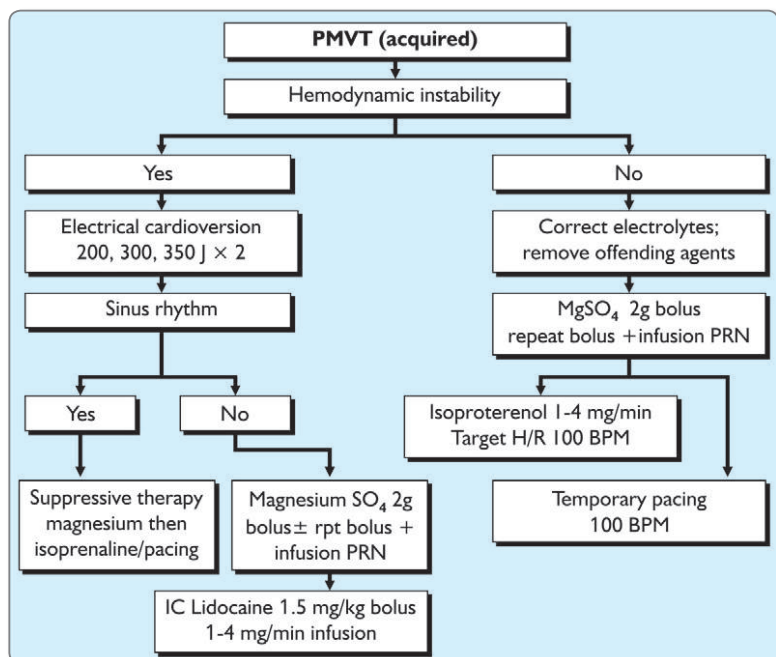 PMVT (acquired)
Hemodynamic instability
Yes
No
Electrical cardioversion
200, 300, 350 J × 2
Correct electrolytes;
remove offending agents
Sinus rhythm
MgSO₄ 2g bolus
repeat bolus +infusion PRN
Yes
No
Isoproterenol 1-4 mg/min
Target H/R 100 BPM
Suppressive therapy
magnesium then
isoprenaline/pacing
Magnesium SO₄ 2g
bolus± rpt bolus +
infusion PRN
Temporary pacing
100 BPM
IC Lidocaine 1.5 mg/kg bolus
1-4 mg/min infusion